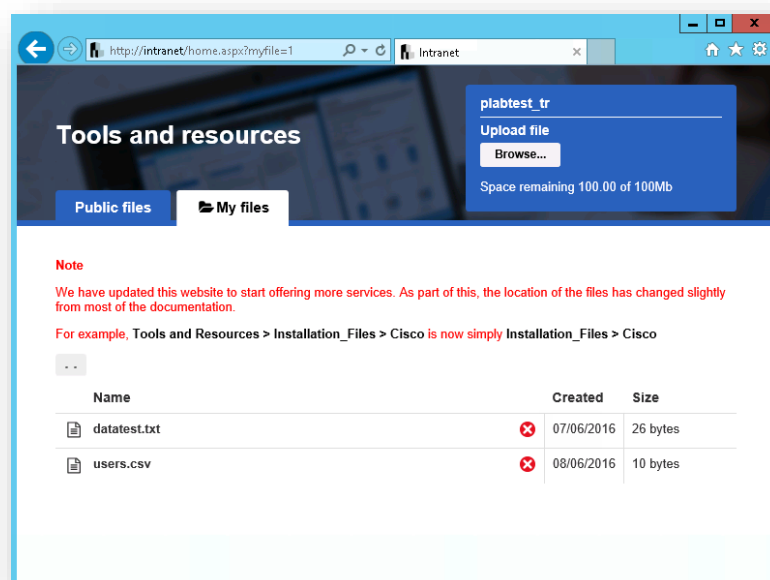 http://intranet/home.aspx?myfile=1
Intranet
Tools and resources
plabtest_tr
Upload file
Browse...
Space remaining 100.00 of 100Mb
Public files
My files
Note
We have updated this website to start offering more services. As part of this, the location of the files has changed slightly
from most of the documentation.
For example, Tools and Resources > Installation_Files > Cisco is now simply Installation_Files > Cisco
. .
Name Created Size
datatest.txt 07/06/2016 26 bytes
users.csv 08/06/2016 10 bytes